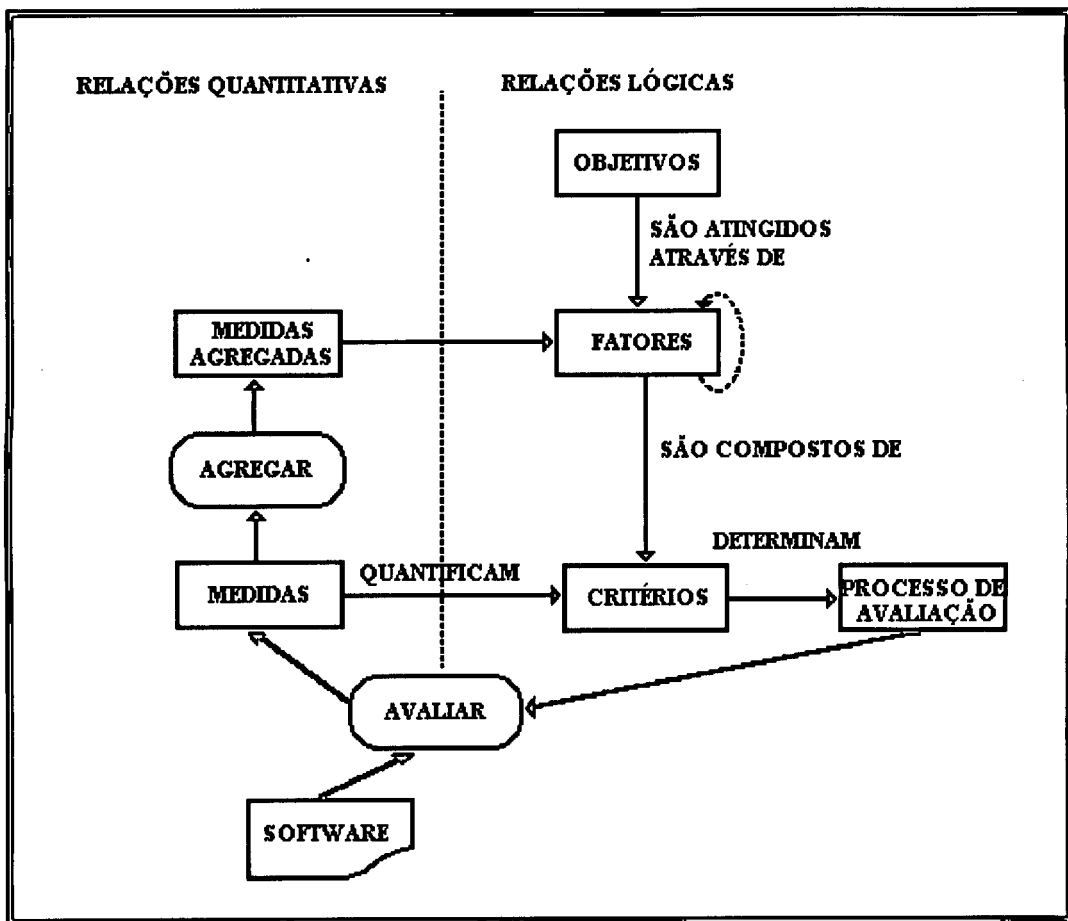 RELAÇÕES QUANTITATIVAS
RELAÇÕES LÓGICAS
OBJETIVOS
SÃO ATINGIDOS
ATRAVÉS DE
MEDIDAS
AGREGADAS
FATORES
AGREGAR
SÃO COMPOSTOS DE
DETERMINAM
MEDIDAS
QUANTIFICAM
CRITÉRIOS
PROCESSO DE
AVALIAÇÃO
AVALIAR
SOFTWARE